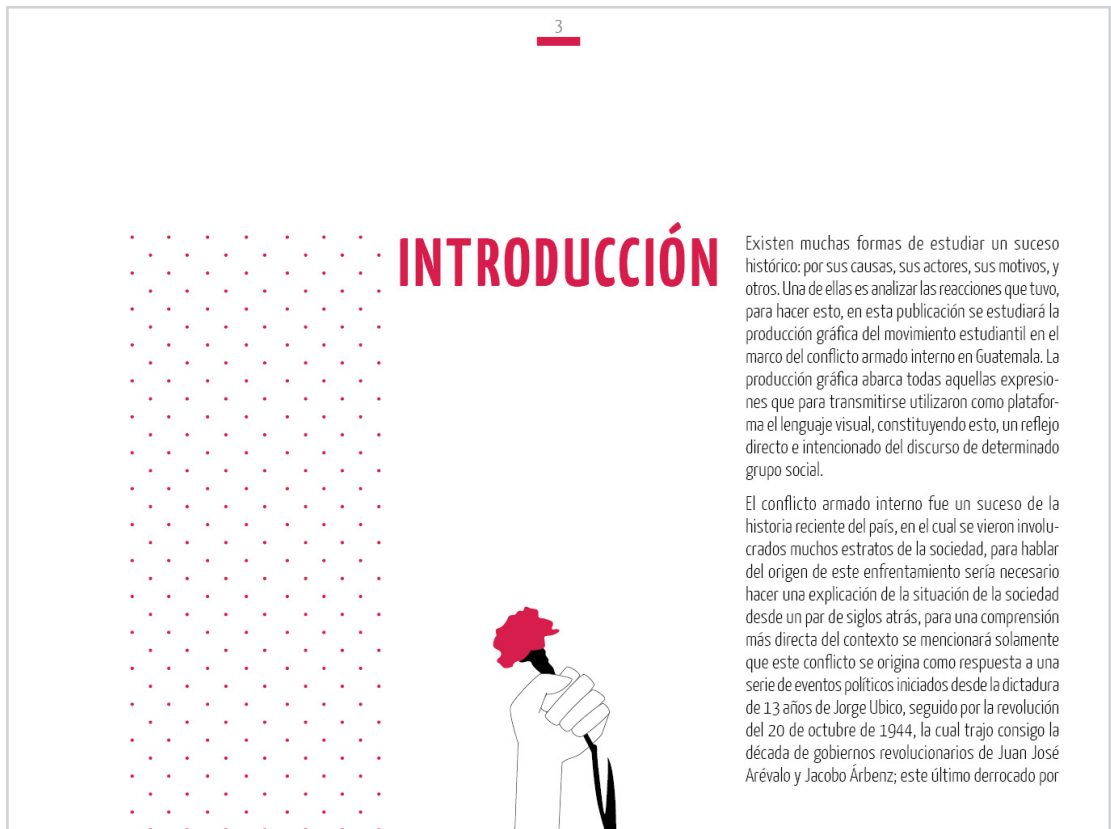 3
INTRODUCCIÓN
Existen muchas formas de estudiar un suceso
histórico: por sus causas, sus actores, sus motivos, y
otros. Una de ellas es analizar las reacciones que tuvo,
para hacer esto, en esta publicación se estudiará la
producción gráfica del movimiento estudiantil en el
marco del conflicto armado interno en Guatemala. La
producción gráfica abarca todas aquellas expresio-
nes que para transmitirse utilizaron como platafor-
ma el lenguaje visual, constituyendo esto, un reflejo
directo e intencionado del discurso de determinado
grupo social.
El conflicto armado interno fue un suceso de la
historia reciente del país, en el cual se vieron involu-
crados muchos estratos de la sociedad, para hablar
del origen de este enfrentamiento sería necesario
hacer una explicación de la situación de la sociedad
desde un par de siglos atrás, para una comprensión
más directa del contexto se mencionará solamente
que este conflicto se origina como respuesta a una
serie de eventos políticos iniciados desde la dictadura
de 13 años de Jorge Ubico, seguido por la revolución
del 20 de octubre de 1944, la cual trajo consigo la
década de gobiernos revolucionarios de Juan José
Arévalo y Jacobo Árbenz; este último derrocado por